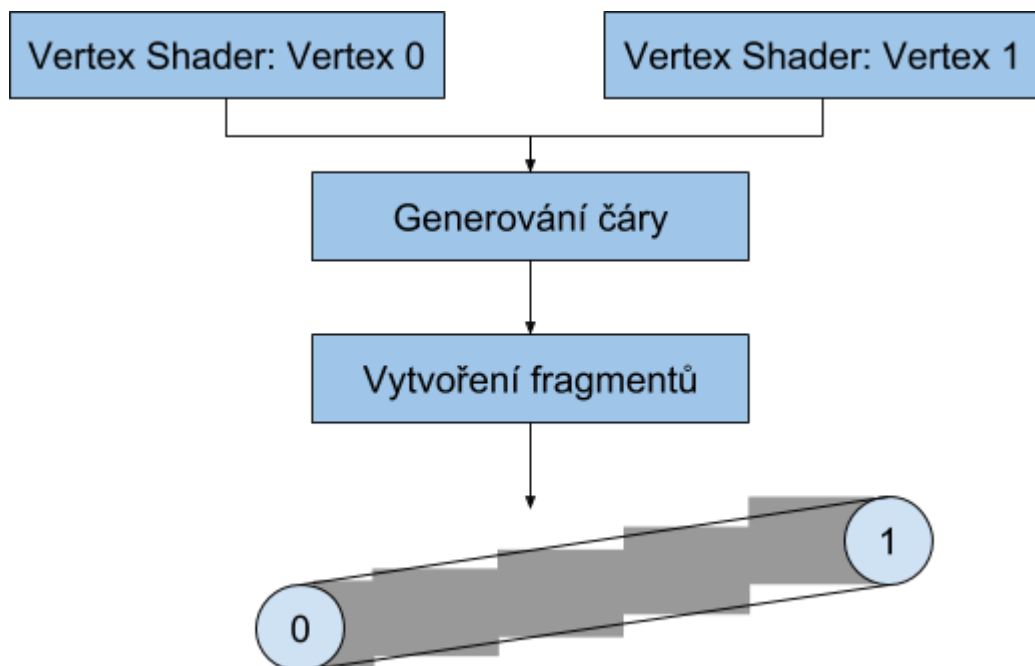 Vertex Shader: Vertex 0
Vertex Shader: Vertex 1
Generování čáry
Vytvoření fragmentů
1
0